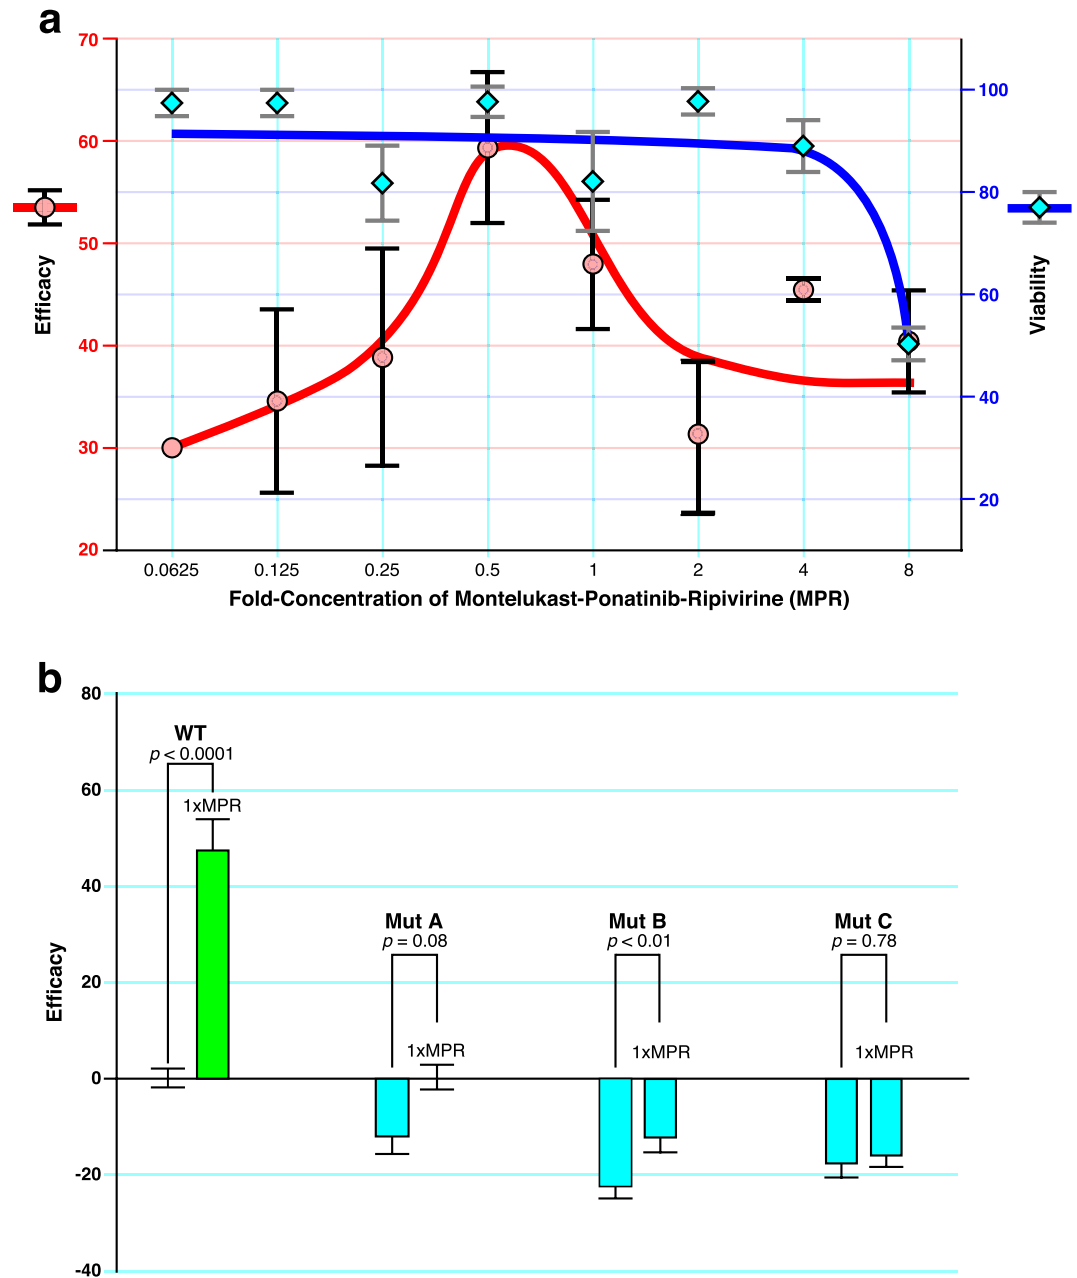 a
70
60
50
40
30
20
Efficacy
100
80
60
40
20
Viability
0.0625 0.125 0.25 0.5 1 2 4 8
Fold-Concentration of Montelukast-Ponatinib-Ripivirine (MPR)
b
80
60
40
20
0
-20
-40
Efficacy
WT
p < 0.0001
1xMPR
Mut A
p = 0.08
1xMPR
Mut B
p < 0.01
1xMPR
Mut C
p = 0.78
1xMPR